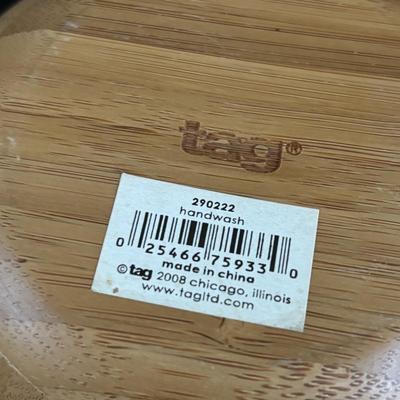 tag®
290222
handwash
0 25466 75933 0
made in china
©tag 2008 chicago, illinois
www.tagltd.com